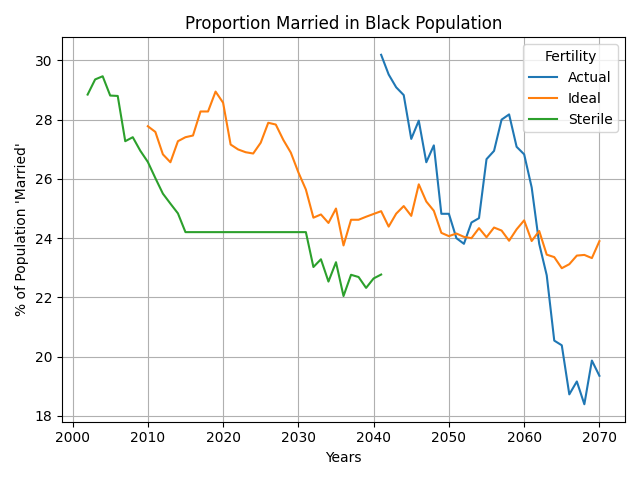 Proportion Married in Black Population
Fertility
Actual
Ideal
Sterile
% of Population 'Married'
30
28
26
24
22
20
18
2000 2010 2020 2030 2040 2050 2060 2070
Years